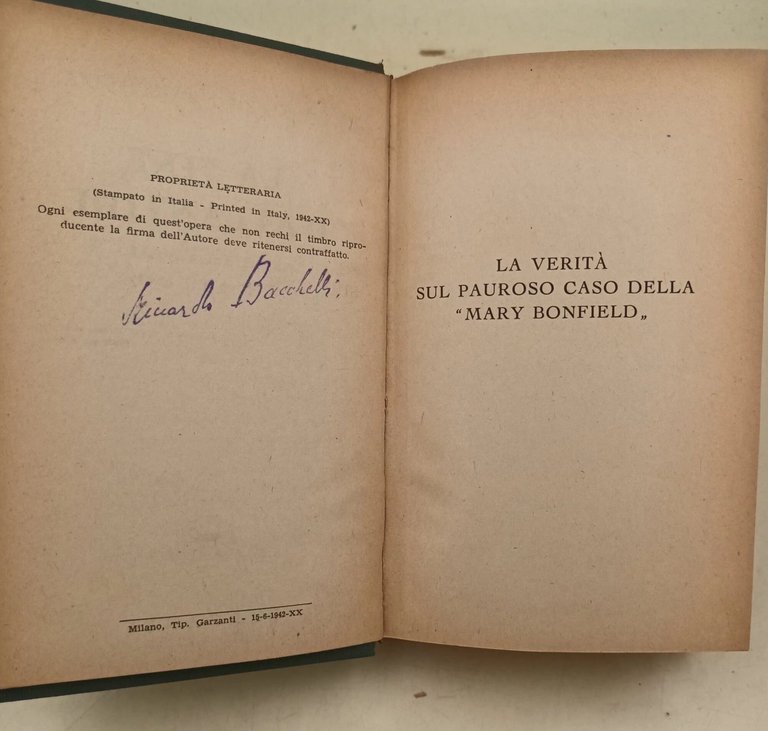 PROPRIETÀ LETTERARIA
(Stampato in Italia - Printed in Italy, 1942-XX)
Ogni esemplare di quest'opera che non rechi il timbro ripro-
ducente la firma dell'Autore deve ritenersi contraffatto.
Riccardo Bacchelli.
Milano, Tip. Garzanti - 15-6-1942-XX
LA VERITÀ
SUL PAUROSO CASO DELLA
“MARY BONFIELD„